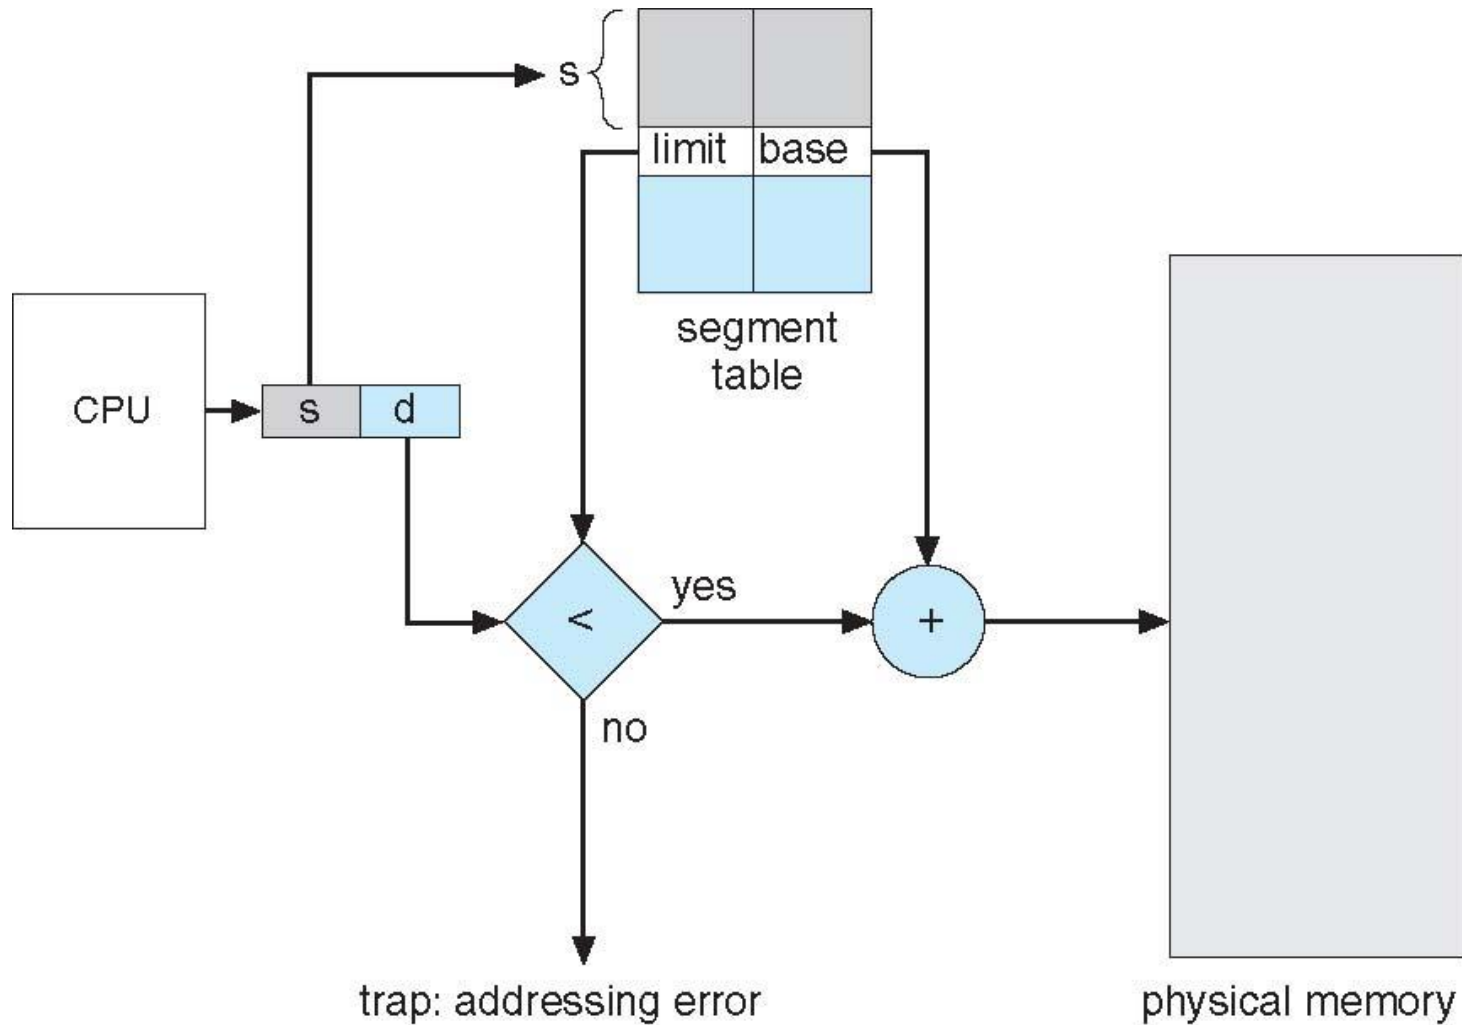 s
limit base
segment
table
CPU
s d
yes
<
+
no
trap: addressing error
physical memory